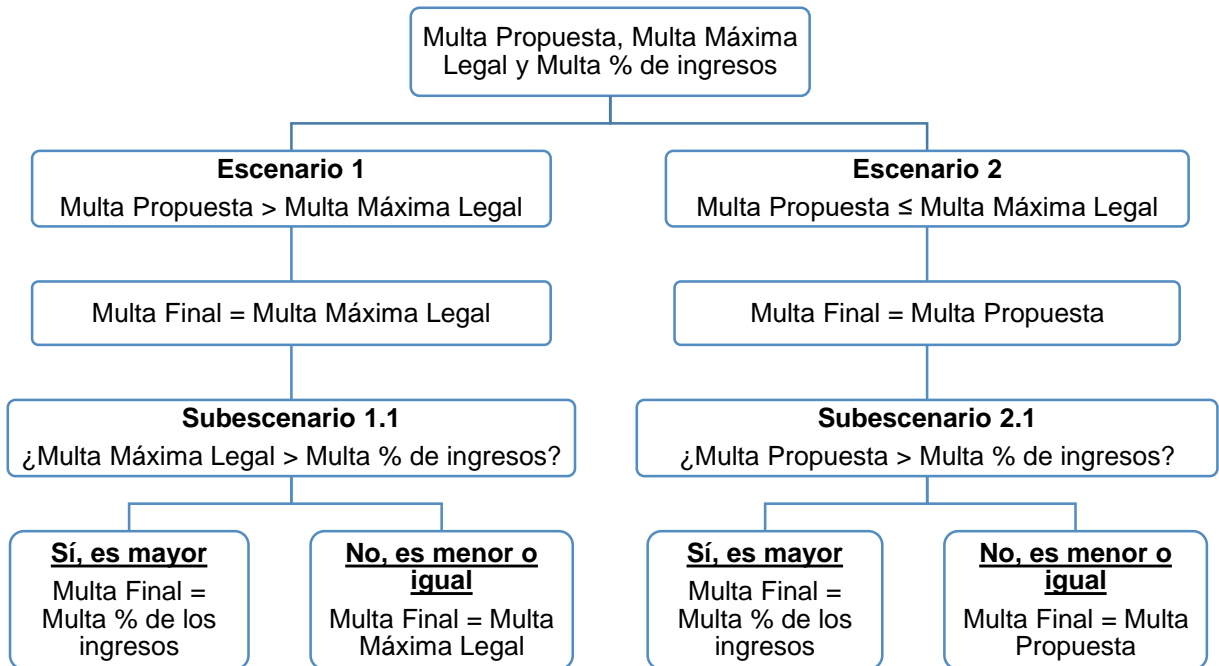 Multa Propuesta, Multa Máxima
Legal y Multa % de ingresos
Escenario 1
Multa Propuesta > Multa Máxima Legal
Escenario 2
Multa Propuesta ≤ Multa Máxima Legal
Multa Final = Multa Máxima Legal
Multa Final = Multa Propuesta
Subescenario 1.1
¿Multa Máxima Legal > Multa % de ingresos?
Subescenario 2.1
¿Multa Propuesta > Multa % de ingresos?
Sí, es mayor
Multa Final =
Multa % de los
ingresos
No, es menor o
igual
Multa Final = Multa
Máxima Legal
Sí, es mayor
Multa Final =
Multa % de los
ingresos
No, es menor o
igual
Multa Final = Multa
Propuesta